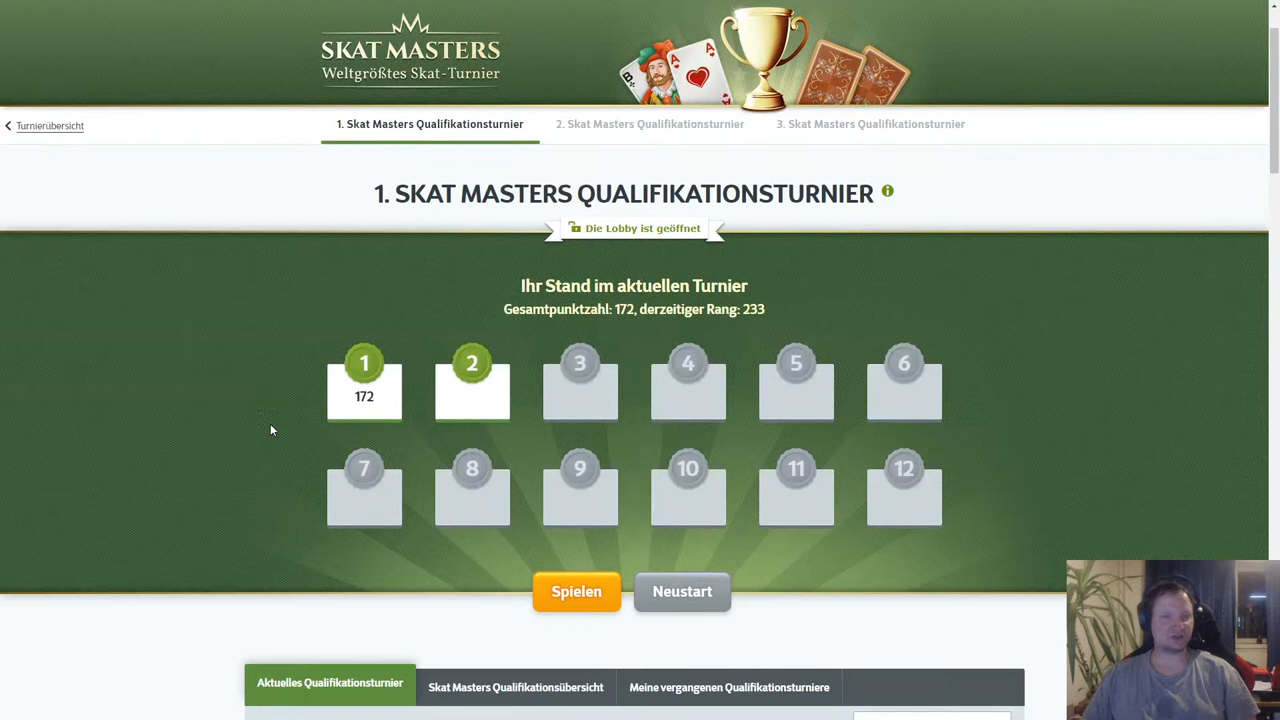 SKAT MASTERS
Weltgrößtes Skat-Turnier
B
A
A
Turnierübersicht
1. Skat Masters Qualifikationsturnier
2. Skat Masters Qualifikationsturnier
3. Skat Masters Qualifikationsturnier
1. SKAT MASTERS QUALIFIKATIONSTURNIER
Die Lobby ist geöffnet
Ihr Stand im aktuellen Turnier
Gesamtpunktzahl: 172, derzeitiger Rang: 233
1 2 3 4 5 6
172
7 8 9 10 11 12
Spielen
Neustart
Aktuelles Qualifikationsturnier
Skat Masters Qualifikationsübersicht
Meine vergangenen Qualifikationsturniere